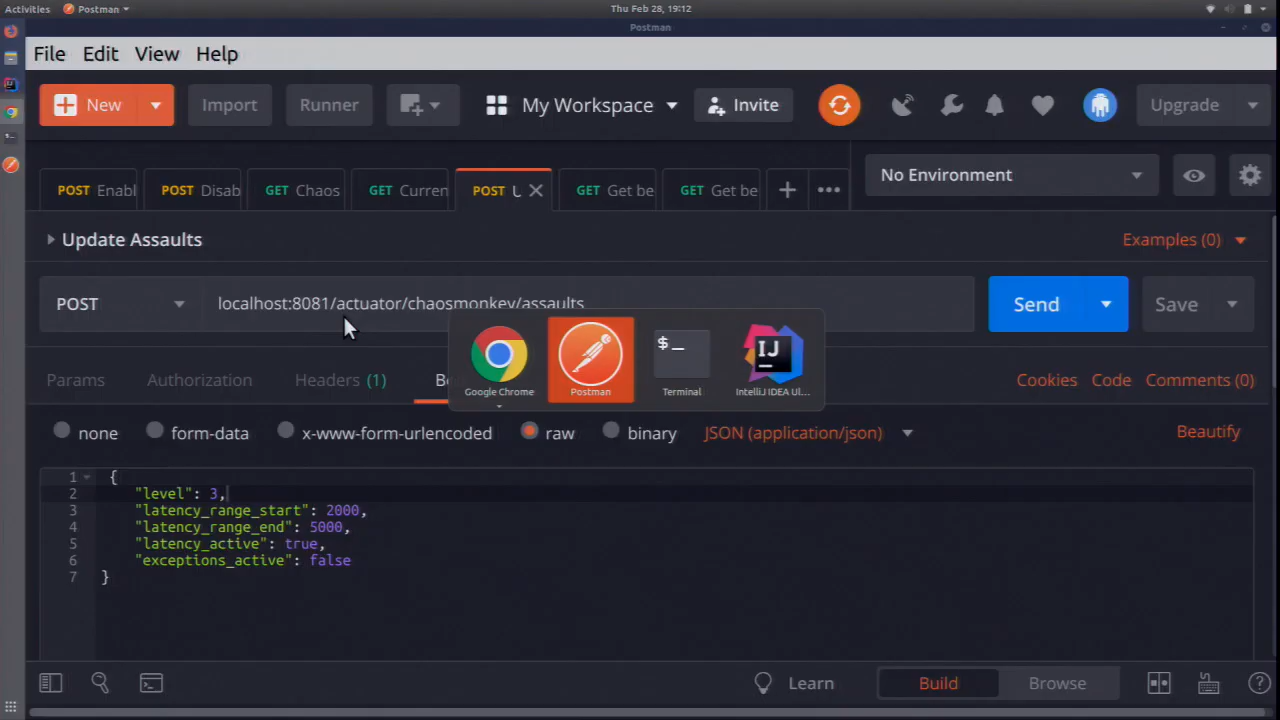 Activities Postman Thu Feb 28, 19:12
Postman
File Edit View Help
New Import Runner My Workspace Invite Upgrade
POST Enabl POST Disab GET Chaos GET Curren POST U GET Get be GET Get be No Environment
Update Assaults Examples (0)
POST localhost:8081/actuator/chaosmonkey/assaults Send Save
Params Authorization Headers (1) Cookies Code Comments (0)
$_ IJ
Google Chrome Postman Terminal IntelliJ IDEA Ul...
none form-data x-www-form-urlencoded raw binary JSON (application/json) Beautify
1 {
2 "level": 3,
3 "latency_range_start": 2000,
4 "latency_range_end": 5000,
5 "latency_active": true,
6 "exceptions_active": false
7 }
Learn Build Browse